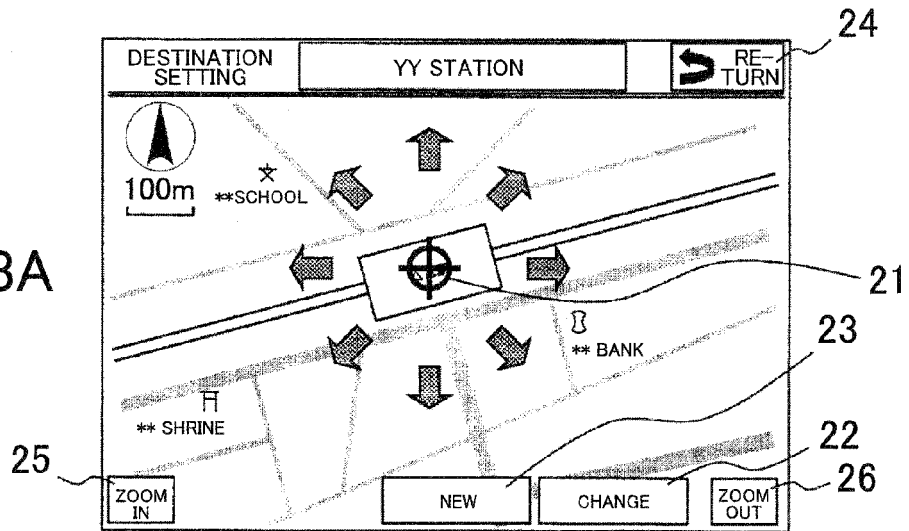 24
DESTINATION
SETTING
YY STATION
RE-
TURN
100m
**SCHOOL
3A
21
** BANK
23
** SHRINE
22
25
26
ZOOM
IN
NEW
CHANGE
ZOOM
OUT